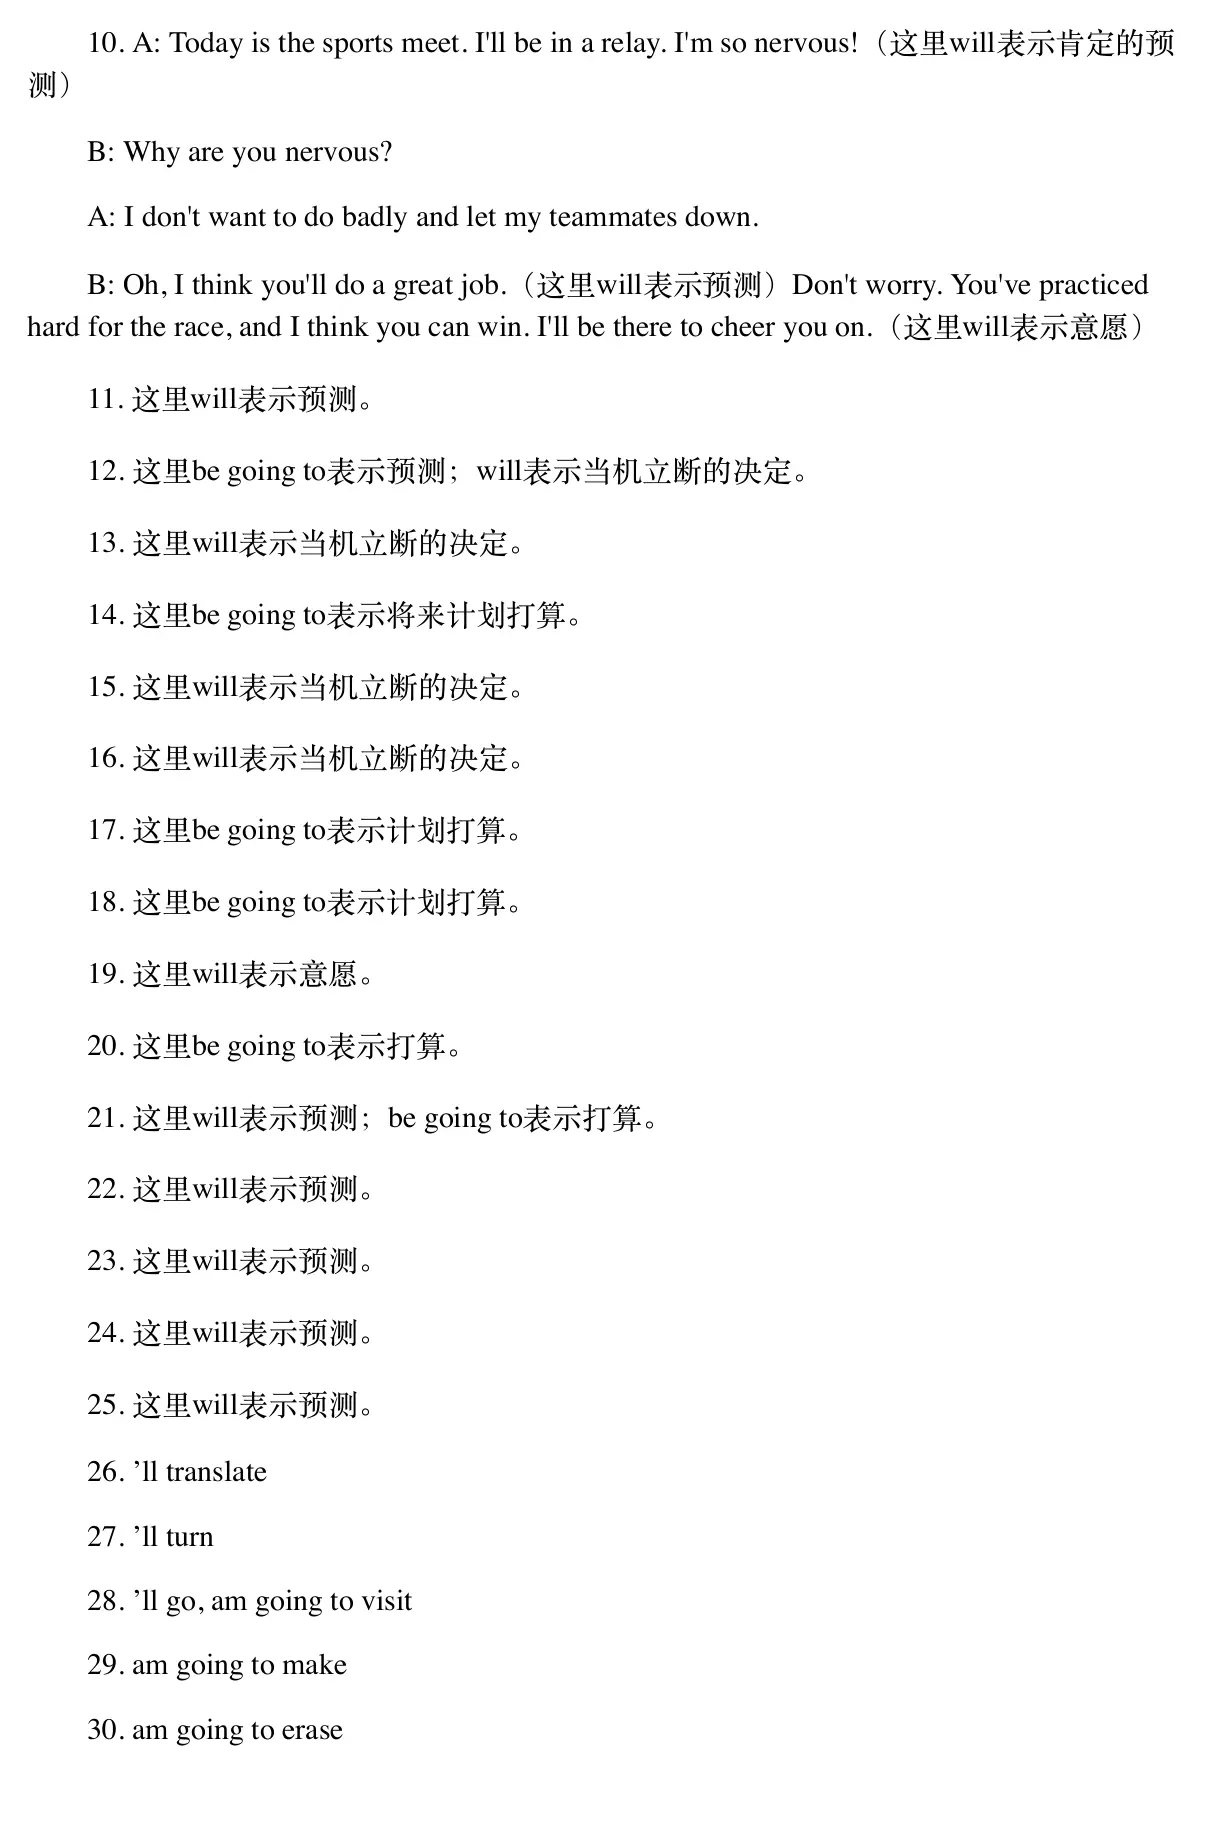 10. A: Today is the sports meet. I'll be in a relay. I'm so nervous!（这里will表示肯定的预
测）
B: Why are you nervous?
A: I don't want to do badly and let my teammates down.
B: Oh, I think you'll do a great job.（这里will表示预测）Don't worry. You've practiced
hard for the race, and I think you can win. I'll be there to cheer you on.（这里will表示意愿）
11. 这里will表示预测。
12. 这里be going to表示预测；will表示当机立断的决定。
13. 这里will表示当机立断的决定。
14. 这里be going to表示将来计划打算。
15. 这里will表示当机立断的决定。
16. 这里will表示当机立断的决定。
17. 这里be going to表示计划打算。
18. 这里be going to表示计划打算。
19. 这里will表示意愿。
20. 这里be going to表示打算。
21. 这里will表示预测；be going to表示打算。
22. 这里will表示预测。
23. 这里will表示预测。
24. 这里will表示预测。
25. 这里will表示预测。
26. ’ll translate
27. ’ll turn
28. ’ll go, am going to visit
29. am going to make
30. am going to erase